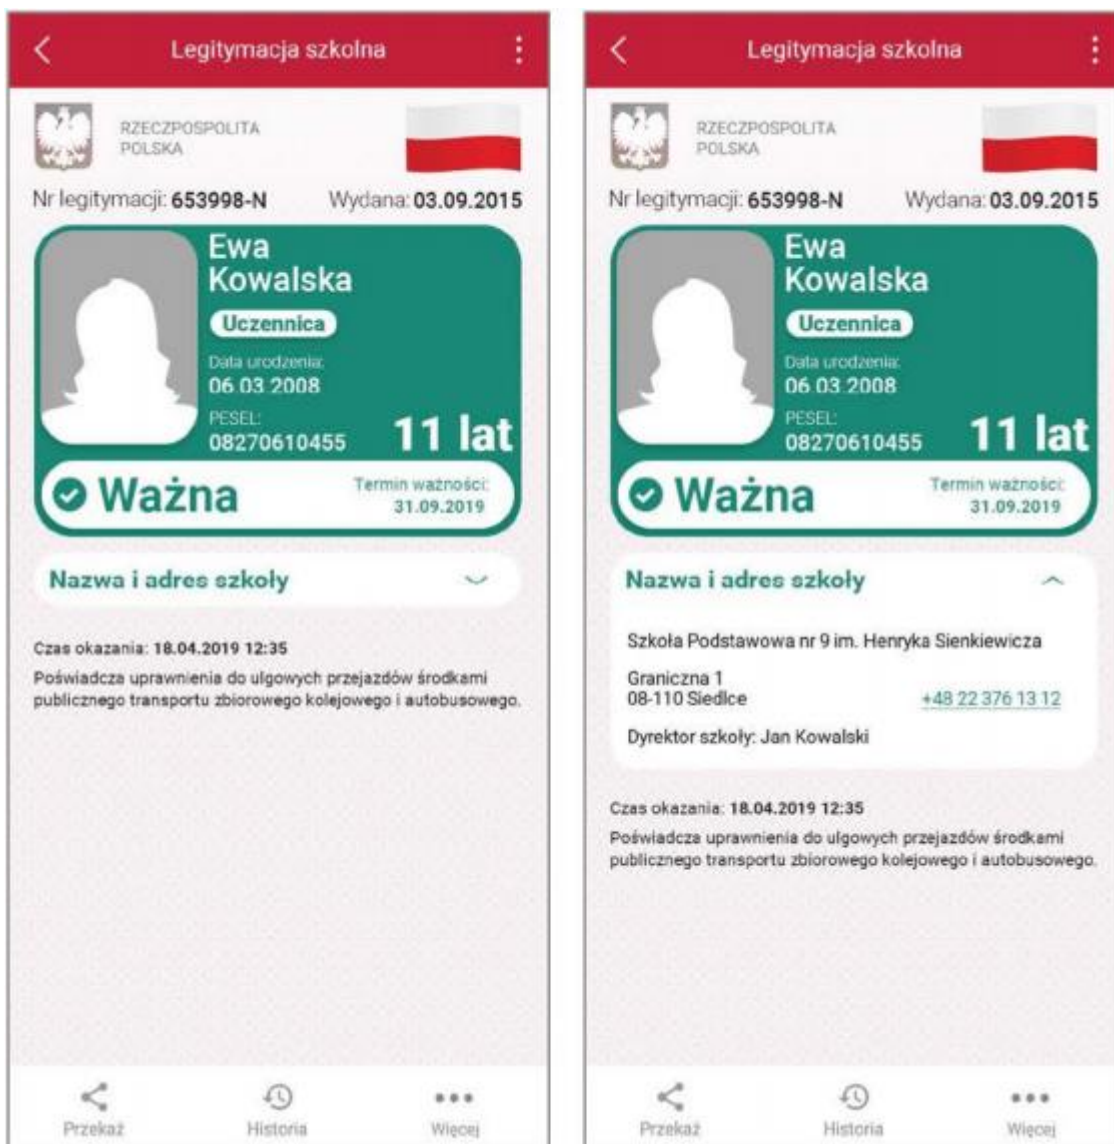 Legitymacja szkolna
RZECZPOSPOLITA
POLSKA
Nr legitymacji: 653998-N Wydana: 03.09.2015
Ewa
Kowalska
Uczennica
Data urodzenia:
06.03.2008
PESEL:
08270610455
11 lat
Ważna
Termin ważności:
31.09.2019
Nazwa i adres szkoły
Czas okazania: 18.04.2019 12:35
Poświadcza uprawnienia do ulgowych przejazdów środkami
publicznego transportu zbiorowego kolejowego i autobusowego.
Przekaż Historia Więcej
Legitymacja szkolna
RZECZPOSPOLITA
POLSKA
Nr legitymacji: 653998-N Wydana: 03.09.2015
Ewa
Kowalska
Uczennica
Data urodzenia:
06.03.2008
PESEL:
08270610455
11 lat
Ważna
Termin ważności:
31.09.2019
Nazwa i adres szkoły
Szkoła Podstawowa nr 9 im. Henryka Sienkiewicza
Graniczna 1
08-110 Siedlce +48 22 376 13 12
Dyrektor szkoły: Jan Kowalski
Czas okazania: 18.04.2019 12:35
Poświadcza uprawnienia do ulgowych przejazdów środkami
publicznego transportu zbiorowego kolejowego i autobusowego.
Przekaż Historia Więcej